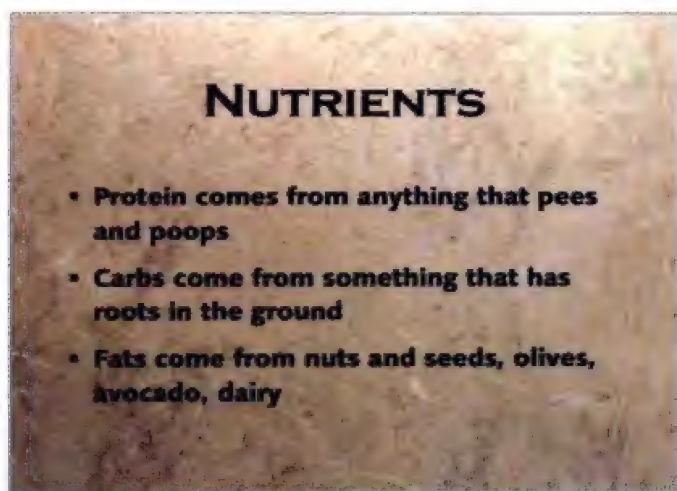 NUTRIENTS
• Protein comes from anything that pees
and poops
• Carbs come from something that has
roots in the ground
• Fats come from nuts and seeds, olives,
avocado, dairy